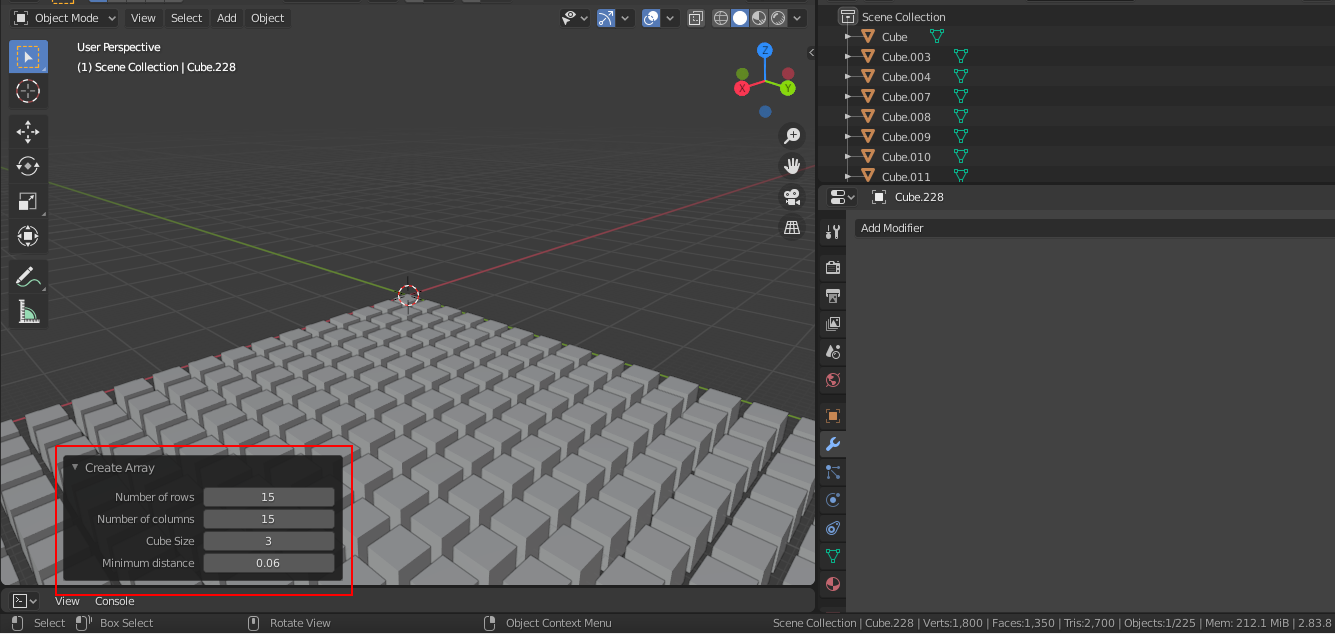 Object Mode View Select Add Object
User Perspective
(1) Scene Collection | Cube.228
Z
X Y
Create Array
Number of rows 15
Number of columns 15
Cube Size 3
Minimum distance 0.06
View Console
Scene Collection
Cube
Cube.003
Cube.004
Cube.007
Cube.008
Cube.009
Cube.010
Cube.011
Cube.228
Add Modifier
Select Box Select Rotate View Object Context Menu Scene Collection | Cube.228 | Verts:1,800 | Faces:1,350 | Tris:2,700 | Objects:1/225 | Mem: 212.1 MiB | 2.83.8